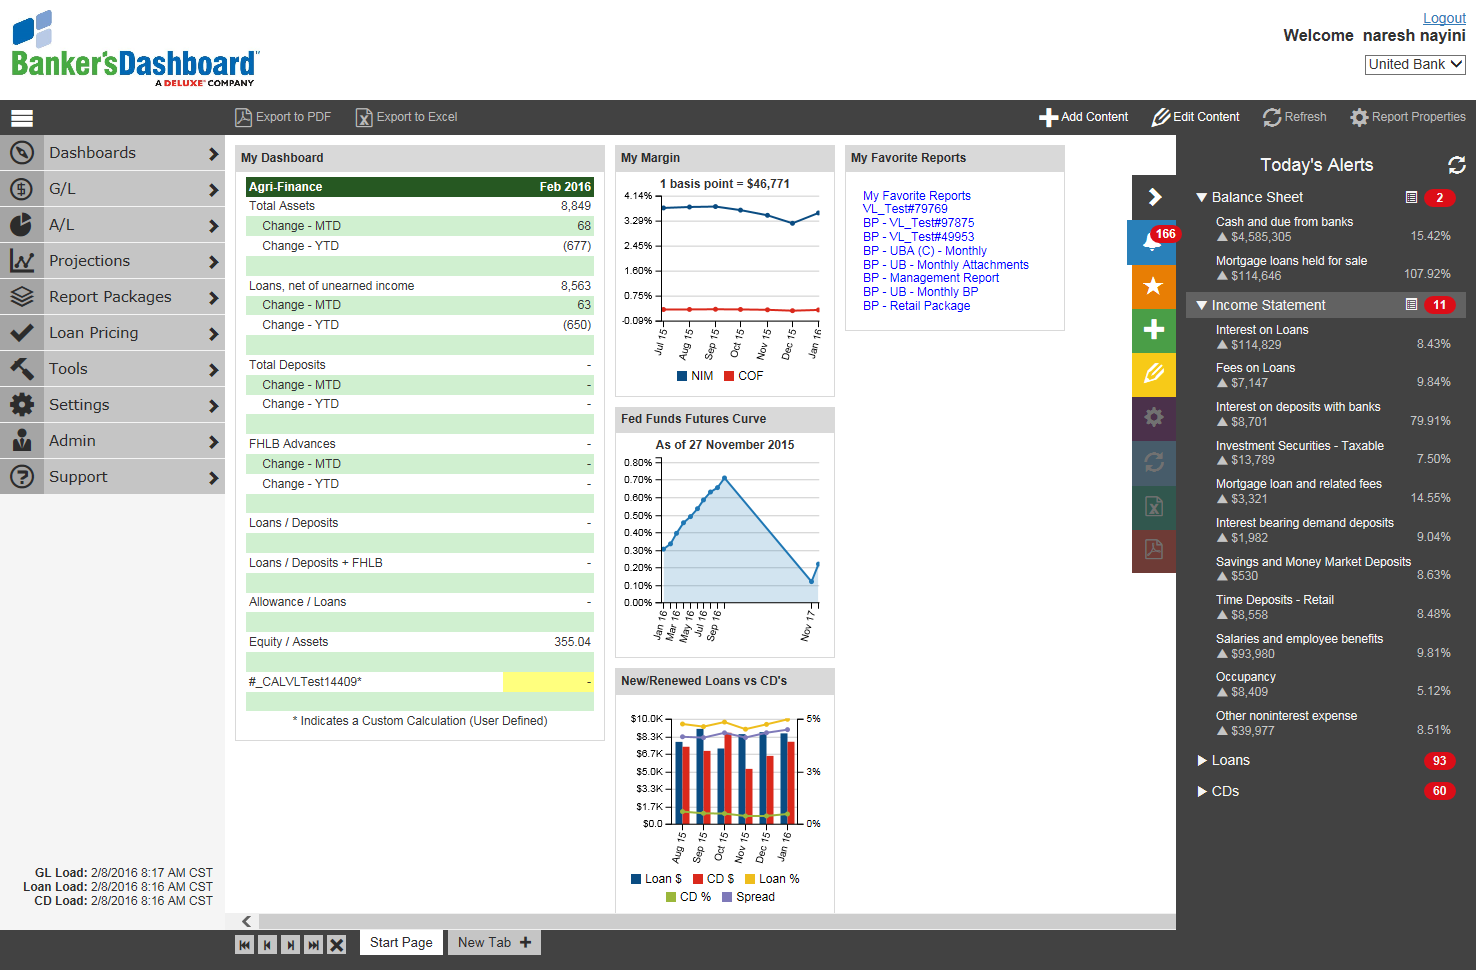 Logout
Welcome naresh nayini
United Bank
Banker'sDashboard
A DELUXE COMPANY
Export to PDF
Export to Excel
Add Content
Edit Content
Refresh
Report Properties
Dashboards
G/L
A/L
Projections
Report Packages
Loan Pricing
Tools
Settings
Admin
Support
GL Load: 2/8/2016 8:17 AM CST
Loan Load: 2/8/2016 8:16 AM CST
CD Load: 2/8/2016 8:16 AM CST
My Dashboard
Agri-Finance Feb 2016
Total Assets 8,849
Change - MTD 68
Change - YTD (677)
Loans, net of unearned income 8,563
Change - MTD 63
Change - YTD (650)
Total Deposits -
Change - MTD -
Change - YTD -
FHLB Advances -
Change - MTD -
Change - YTD -
Loans / Deposits -
Loans / Deposits + FHLB -
Allowance / Loans -
Equity / Assets 355.04
#_CALVLTest14409* -
* Indicates a Custom Calculation (User Defined)
My Margin
1 basis point = $46,771
4.14%
3.29%
2.45%
1.60%
0.75%
-0.09%
Jul 15 Aug 15 Sep 15 Oct 15 Nov 15 Dec 15 Jan 16
NIM COF
Fed Funds Futures Curve
As of 27 November 2015
0.80%
0.70%
0.60%
0.50%
0.40%
0.30%
0.20%
0.10%
0.00%
Jan 16 Mar 16 May 16 Jul 16 Sep 16 Nov 17
New/Renewed Loans vs CD's
$10.0K 5%
$8.3K
$6.7K
$5.0K 3%
$3.3K
$1.7K
$0.0 0%
Aug 15 Sep 15 Oct 15 Nov 15 Dec 15 Jan 16
Loan $ CD $ Loan %
CD % Spread
My Favorite Reports
My Favorite Reports
VL_Test#79769
BP - VL_Test#97875
BP - VL_Test#49953
BP - UBA (C) - Monthly
BP - UB - Monthly Attachments
BP - Management Report
BP - UB - Monthly BP
BP - Retail Package
166
Today's Alerts
Balance Sheet 2
Cash and due from banks
$4,585,305 15.42%
Mortgage loans held for sale
$114,646 107.92%
Income Statement 11
Interest on Loans
$114,829 8.43%
Fees on Loans
$7,147 9.84%
Interest on deposits with banks
$8,701 79.91%
Investment Securities - Taxable
$13,789 7.50%
Mortgage loan and related fees
$3,321 14.55%
Interest bearing demand deposits
$1,982 9.04%
Savings and Money Market Deposits
$530 8.63%
Time Deposits - Retail
$8,558 8.48%
Salaries and employee benefits
$93,980 9.81%
Occupancy
$8,409 5.12%
Other noninterest expense
$39,977 8.51%
Loans 93
CDs 60
Start Page
New Tab